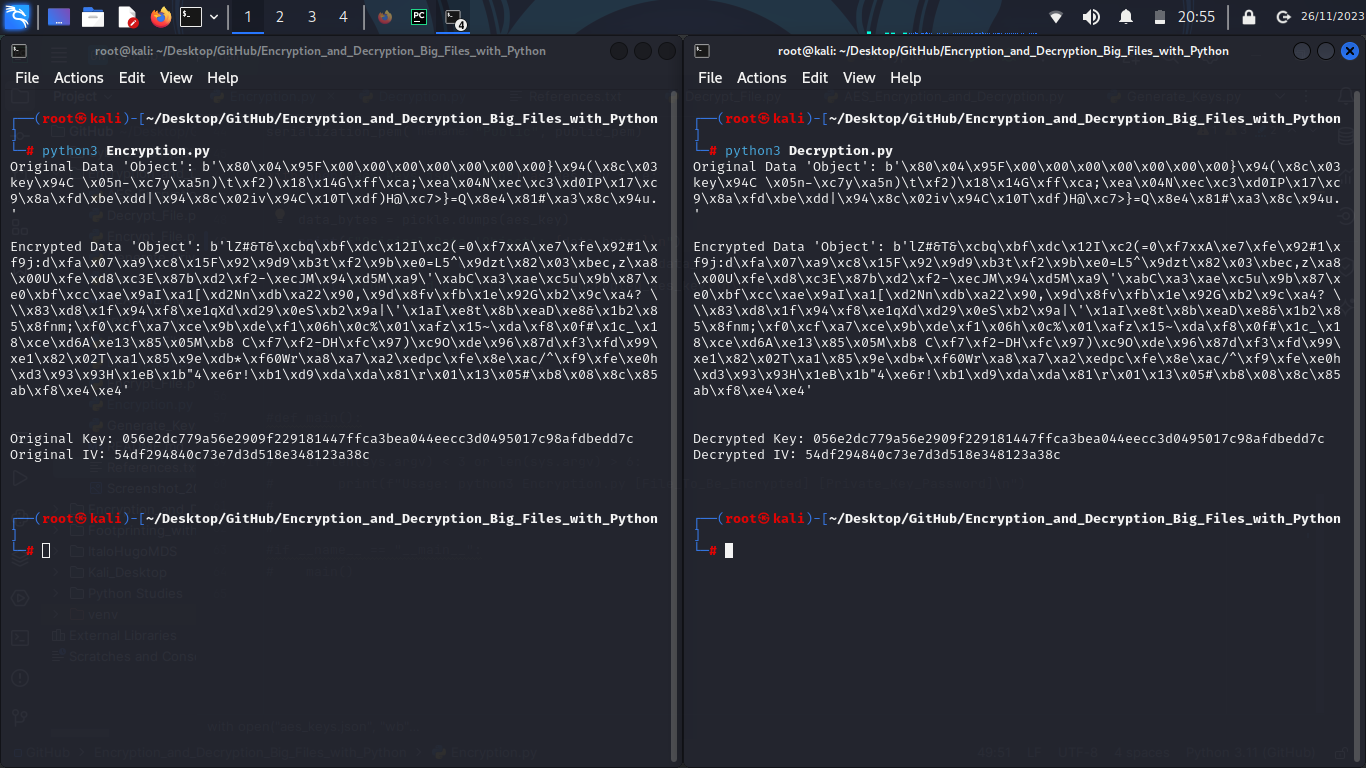 1 2 3 4
4
20:55
26/11/2023
root@kali: ~/Desktop/GitHub/Encryption_and_Decryption_Big_Files_with_Python
File Actions Edit View Help
┌──(root㉿kali)-[~/Desktop/GitHub/Encryption_and_Decryption_Big_Files_with_Python
]
└─# python3 Encryption.py
Original Data 'Object': b'\x80\x04\x95F\x00\x00\x00\x00\x00\x00\x00}\x94(\x8c\x03
key\x94C \x05n-\xc7y\xa5n)\t\xf2)\x18\x14G\xff\xca;\xea\x04N\xec\xc3\xd0IP\x17\xc
9\x8a\xfd\xbe\xdd|\x94\x8c\x02iv\x94C\x10T\xdf)H@\xc7>}=Q\x8e4\x81#\xa3\x8c\x94u.
'
Encrypted Data 'Object': b'lZ#&T&\xcbq\xbf\xdc\x12I\xc2(=0\xf7xxA\xe7\xfe\x92#1\x
f9j:d\xfa\x07\xa9\xc8\x15F\x92\x9d9\xb3t\xf2\x9b\xe0=L5^\x9dzt\x82\x03\xbec,z\xa8
\x00U\xfe\xd8\xc3E\x87b\xd2\xf2-\xecJM\x94\xd5M\xa9\'\xabC\xa3\xae\xc5u\x9b\x87\x
e0\xbf\xcc\xae\x9aI\xa1[\xd2Nn\xdb\xa22\x90,\x9d\x8fv\xfb\x1e\x92G\xb2\x9c\xa4? \
\\x83\xd8\x1f\x94\xf8\xe1qXd\xd29\x0eS\xb2\x9a|\'\x1aI\xe8t\x8b\xeaD\xe8&\x1b2\x8
5\x8fnm;\xf0\xcf\xa7\xce\x9b\xde\xf1\x06h\x0c%\x01\xafz\x15~\xda\xf8\x0f#\x1c_\x1
8\xce\xd6A\xe13\x85\x05M\xb8 C\xf7\xf2-DH\xfc\x97)\xc9O\xde\x96\x87d\xf3\xfd\x99\
\xe1\x82\x02T\xa1\x85\x9e\xdb*\xf60Wr\xa8\xa7\xa2\xedpc\xfe\x8e\xac/^\xf9\xfe\xe0h
\xd3\x93\x93H\x1eB\x1b"4\xe6r!\xb1\xd9\xda\xda\x81\r\x01\x13\x05#\xb8\x08\x8c\x85
ab\xf8\xe4\xe4'
Original Key: 056e2dc779a56e2909f229181447ffca3bea044eecc3d0495017c98afdbedd7c
Original IV: 54df294840c73e7d3d518e348123a38c
┌──(root㉿kali)-[~/Desktop/GitHub/Encryption_and_Decryption_Big_Files_with_Python
]
└─#
root@kali: ~/Desktop/GitHub/Encryption_and_Decryption_Big_Files_with_Python
File Actions Edit View Help
┌──(root㉿kali)-[~/Desktop/GitHub/Encryption_and_Decryption_Big_Files_with_Python
]
└─# python3 Decryption.py
Original Data 'Object': b'\x80\x04\x95F\x00\x00\x00\x00\x00\x00\x00}\x94(\x8c\x03
key\x94C \x05n-\xc7y\xa5n)\t\xf2)\x18\x14G\xff\xca;\xea\x04N\xec\xc3\xd0IP\x17\xc
9\x8a\xfd\xbe\xdd|\x94\x8c\x02iv\x94C\x10T\xdf)H@\xc7>}=Q\x8e4\x81#\xa3\x8c\x94u.
'
Encrypted Data 'Object': b'lZ#&T&\xcbq\xbf\xdc\x12I\xc2(=0\xf7xxA\xe7\xfe\x92#1\x
f9j:d\xfa\x07\xa9\xc8\x15F\x92\x9d9\xb3t\xf2\x9b\xe0=L5^\x9dzt\x82\x03\xbec,z\xa8
\x00U\xfe\xd8\xc3E\x87b\xd2\xf2-\xecJM\x94\xd5M\xa9\'\xabC\xa3\xae\xc5u\x9b\x87\x
e0\xbf\xcc\xae\x9aI\xa1[\xd2Nn\xdb\xa22\x90,\x9d\x8fv\xfb\x1e\x92G\xb2\x9c\xa4? \
\\x83\xd8\x1f\x94\xf8\xe1qXd\xd29\x0eS\xb2\x9a|\'\x1aI\xe8t\x8b\xeaD\xe8&\x1b2\x8
5\x8fnm;\xf0\xcf\xa7\xce\x9b\xde\xf1\x06h\x0c%\x01\xafz\x15~\xda\xf8\x0f#\x1c_\x1
8\xce\xd6A\xe13\x85\x05M\xb8 C\xf7\xf2-DH\xfc\x97)\xc9O\xde\x96\x87d\xf3\xfd\x99\
\xe1\x82\x02T\xa1\x85\x9e\xdb*\xf60Wr\xa8\xa7\xa2\xedpc\xfe\x8e\xac/^\xf9\xfe\xe0h
\xd3\x93\x93H\x1eB\x1b"4\xe6r!\xb1\xd9\xda\xda\x81\r\x01\x13\x05#\xb8\x08\x8c\x85
ab\xf8\xe4\xe4'
Decrypted Key: 056e2dc779a56e2909f229181447ffca3bea044eecc3d0495017c98afdbedd7c
Decrypted IV: 54df294840c73e7d3d518e348123a38c
┌──(root㉿kali)-[~/Desktop/GitHub/Encryption_and_Decryption_Big_Files_with_Python
]
└─#